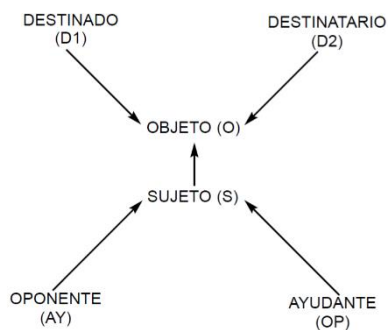 DESTINADO
(D1)
DESTINATARIO
(D2)
OBJETO (O)
SUJETO (S)
OPONENTE
(AY)
AYUDANTE
(OP)